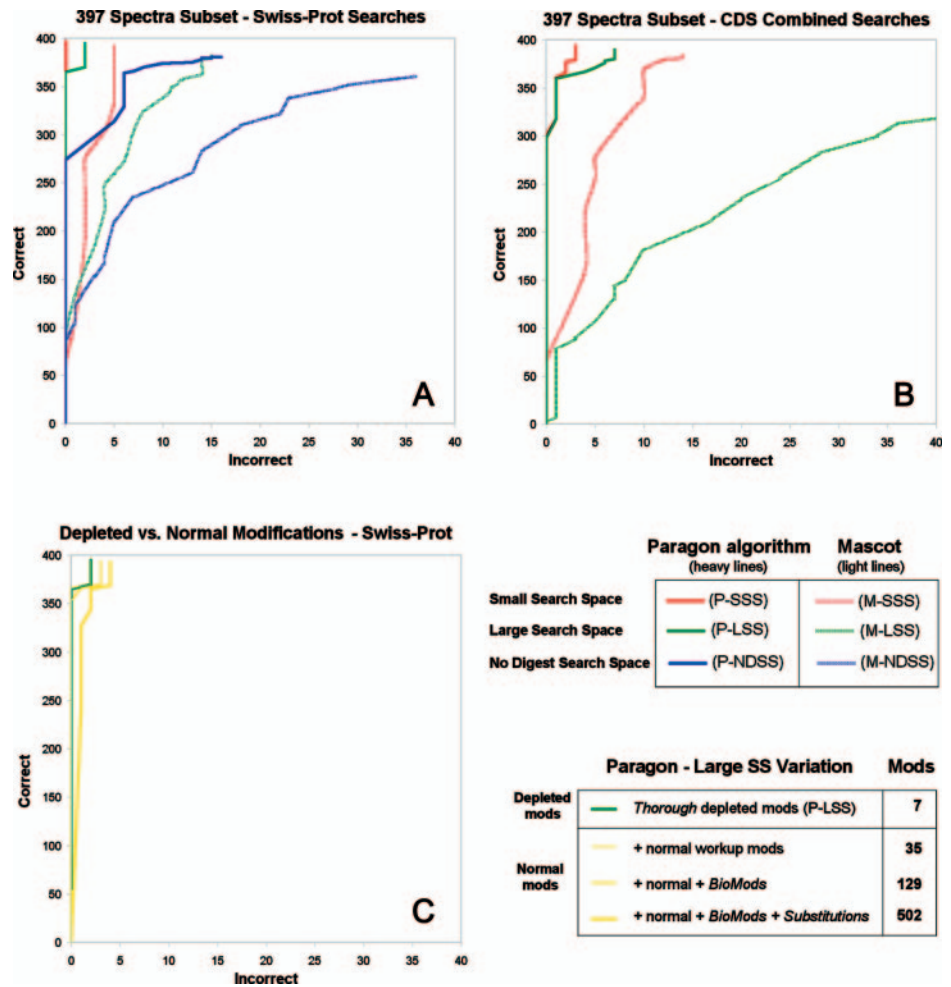 397 Spectra Subset - Swiss-Prot Searches
400
350
300
250
200
150
100
50
0
Correct
0 5 10 15 20 25 30 35 40
Incorrect
A
397 Spectra Subset - CDS Combined Searches
400
350
300
250
200
150
100
50
0
Correct
0 5 10 15 20 25 30 35 40
Incorrect
B
Depleted vs. Normal Modifications - Swiss-Prot
400
350
300
250
200
150
100
50
0
Correct
0 5 10 15 20 25 30 35 40
Incorrect
C
Paragon algorithm Mascot
(heavy lines) (light lines)
Small Search Space (P-SSS) (M-SSS)
Large Search Space (P-LSS) (M-LSS)
No Digest Search Space (P-NDSS) (M-NDSS)
Paragon - Large SS Variation Mods
Depleted mods
Thorough depleted mods (P-LSS) 7
Normal mods
+ normal workup mods 35
+ normal + BioMods 129
+ normal + BioMods + Substitutions 502